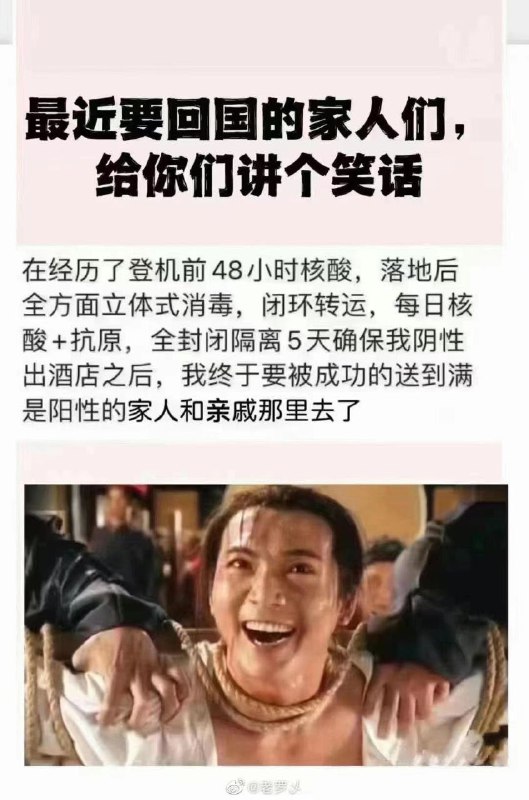 最近要回国的家人们，
给你们讲个笑话
在经历了登机前48小时核酸，落地后
全方面立体式消毒，闭环转运，每日核
酸+抗原，全封闭隔离5天确保我阴性
出酒店之后，我终于要被成功的送到满
是阳性的家人和亲戚那里去了